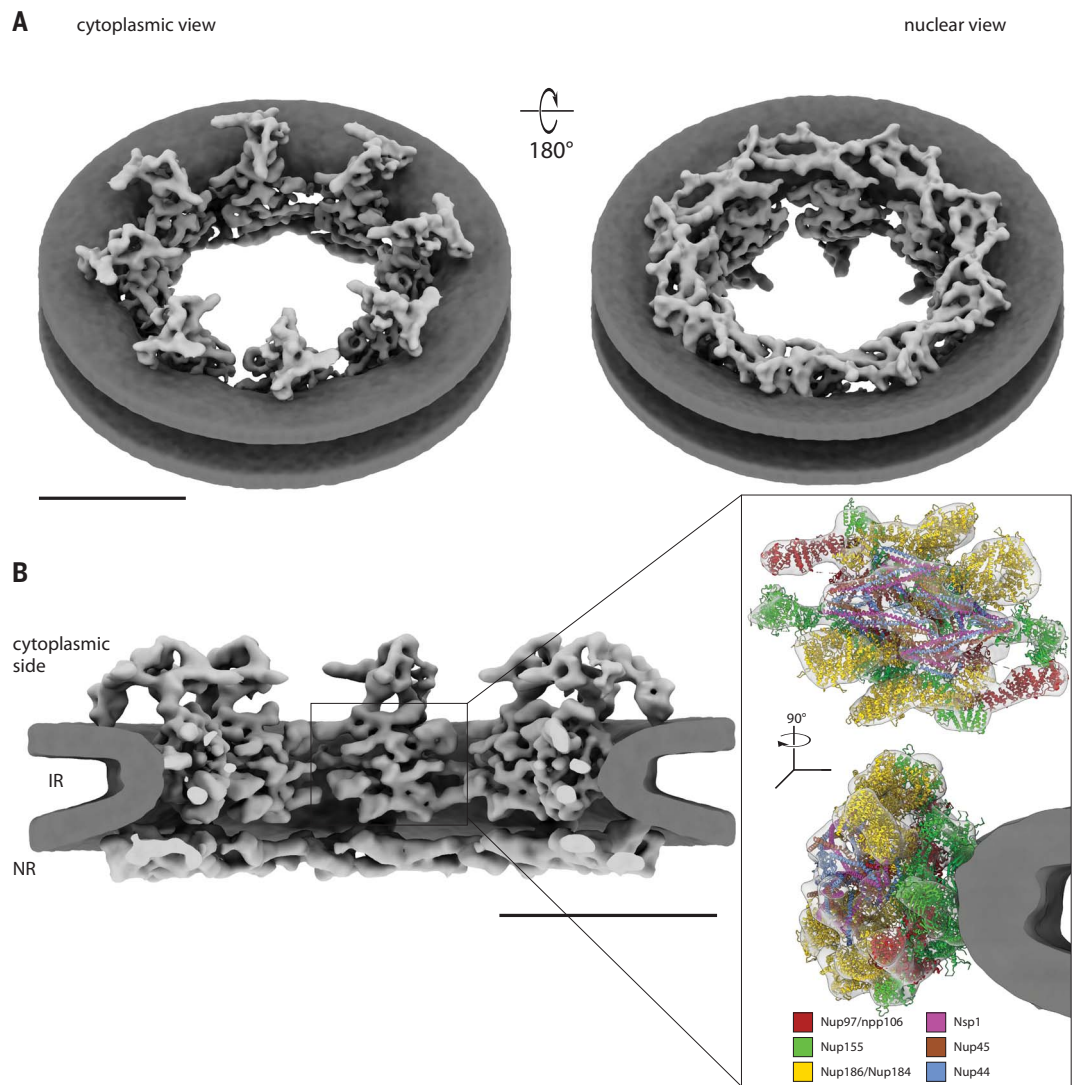 A
cytoplasmic view
nuclear view
180°
B
cytoplasmic
side
IR
NR
90°
Nup97/npp106
Nup155
Nup186/Nup184
Nsp1
Nup45
Nup44